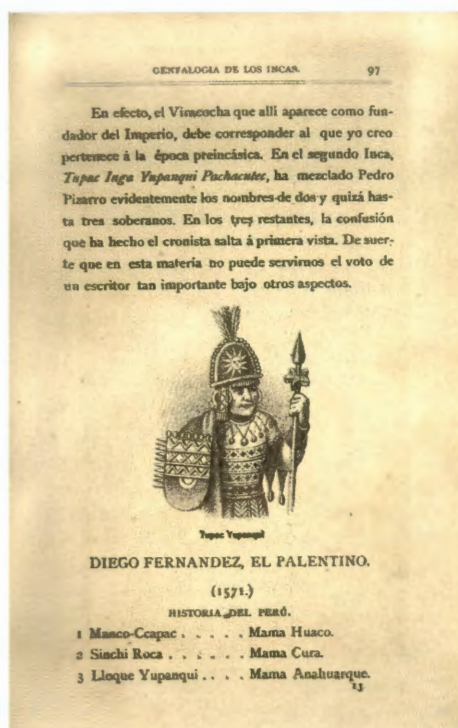 GENEALOGIA DE LOS INCAS. 97
En efecto, el Viracocha que allí aparece como fun-
dador del Imperio, debe corresponder al que yo creo
pertenece á la época preincásica. En el segundo Inca,
Tupac Inga Yupanqui Pachacutec, ha mezclado Pedro
Pizarro evidentemente los nombres de dos y quizá has-
ta tres soberanos. En los tres restantes, la confusión
que ha hecho el cronista salta á primera vista. De suer-
te que en esta materia no puede servirnos el voto de
un escritor tan importante bajo otros aspectos.
Tupac Yupanqui
DIEGO FERNANDEZ, EL PALENTINO.
(1571.)
HISTORIA DEL PERÚ.
1 Manco-Ccapac . . . . . Mama Huaco.
2 Sinchi Roca . . . . . . Mama Cura.
3 Lloque Yupanqui . . . . Mama Anahuarque.
13